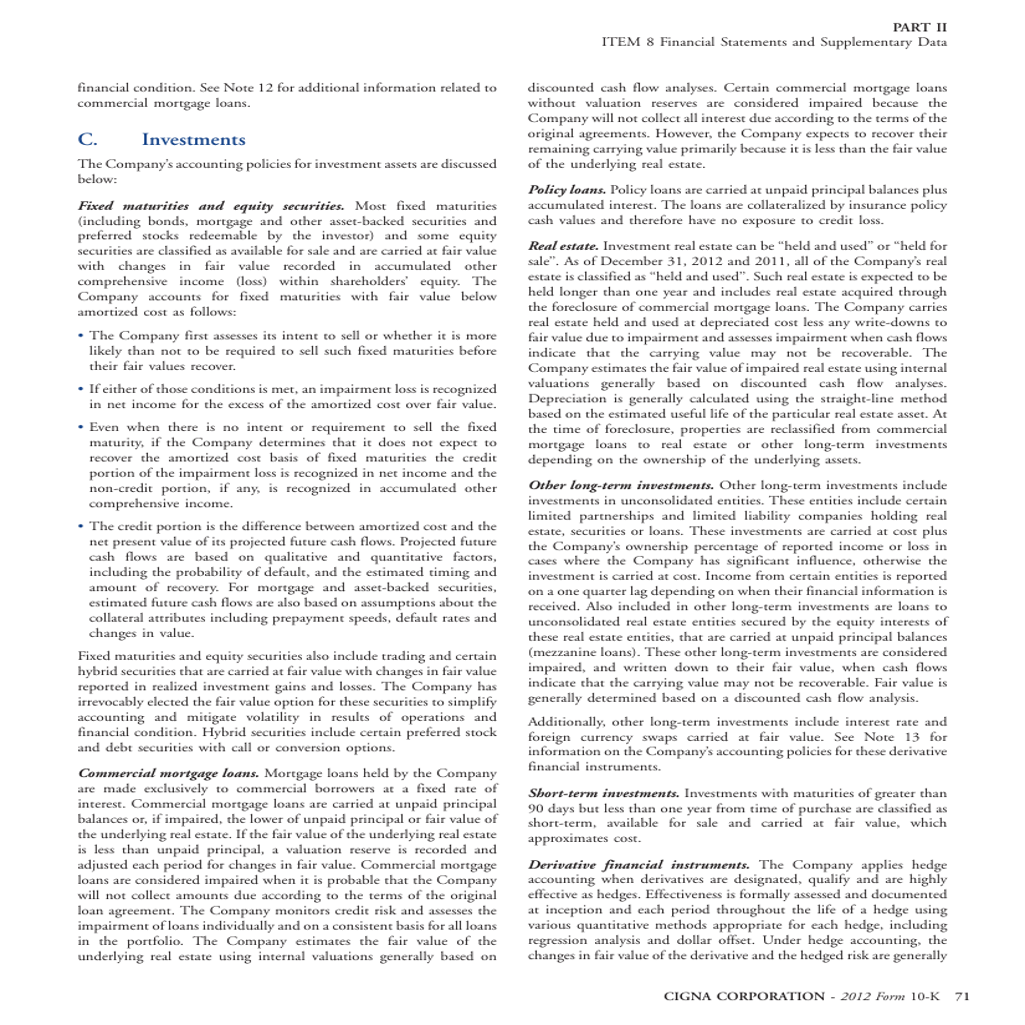 PART II
ITEM 8 Financial Statements and Supplementary Data
financial condition. See Note 12 for additional information related to
commercial mortgage loans.
C. Investments
The Company's accounting policies for investment assets are discussed
below:
Fixed maturities and equity securities. Most fixed maturities
(including bonds, mortgage and other asset-backed securities and
preferred stocks redeemable by the investor) and some equity
securities are classified as available for sale and are carried at fair value
with changes in fair value recorded in accumulated other
comprehensive income (loss) within shareholders' equity. The
Company accounts for fixed maturities with fair value below
amortized cost as follows:
• The Company first assesses its intent to sell or whether it is more
likely than not to be required to sell such fixed maturities before
their fair values recover.
• If either of those conditions is met, an impairment loss is recognized
in net income for the excess of the amortized cost over fair value.
• Even when there is no intent or requirement to sell the fixed
maturity, if the Company determines that it does not expect to
recover the amortized cost basis of fixed maturities the credit
portion of the impairment loss is recognized in net income and the
non-credit portion, if any, is recognized in accumulated other
comprehensive income.
• The credit portion is the difference between amortized cost and the
net present value of its projected future cash flows. Projected future
cash flows are based on qualitative and quantitative factors,
including the probability of default, and the estimated timing and
amount of recovery. For mortgage and asset-backed securities,
estimated future cash flows are also based on assumptions about the
collateral attributes including prepayment speeds, default rates and
changes in value.
Fixed maturities and equity securities also include trading and certain
hybrid securities that are carried at fair value with changes in fair value
reported in realized investment gains and losses. The Company has
irrevocably elected the fair value option for these securities to simplify
accounting and mitigate volatility in results of operations and
financial condition. Hybrid securities include certain preferred stock
and debt securities with call or conversion options.
Commercial mortgage loans. Mortgage loans held by the Company
are made exclusively to commercial borrowers at a fixed rate of
interest. Commercial mortgage loans are carried at unpaid principal
balances or, if impaired, the lower of unpaid principal or fair value of
the underlying real estate. If the fair value of the underlying real estate
is less than unpaid principal, a valuation reserve is recorded and
adjusted each period for changes in fair value. Commercial mortgage
loans are considered impaired when it is probable that the Company
will not collect amounts due according to the terms of the original
loan agreement. The Company monitors credit risk and assesses the
impairment of loans individually and on a consistent basis for all loans
in the portfolio. The Company estimates the fair value of the
underlying real estate using internal valuations generally based on
discounted cash flow analyses. Certain commercial mortgage loans
without valuation reserves are considered impaired because the
Company will not collect all interest due according to the terms of the
original agreements. However, the Company expects to recover their
remaining carrying value primarily because it is less than the fair value
of the underlying real estate.
Policy loans. Policy loans are carried at unpaid principal balances plus
accumulated interest. The loans are collateralized by insurance policy
cash values and therefore have no exposure to credit loss.
Real estate. Investment real estate can be "held and used" or "held for
sale". As of December 31, 2012 and 2011, all of the Company's real
estate is classified as "held and used". Such real estate is expected to be
held longer than one year and includes real estate acquired through
the foreclosure of commercial mortgage loans. The Company carries
real estate held and used at depreciated cost less any write-downs to
fair value due to impairment and assesses impairment when cash flows
indicate that the carrying value may not be recoverable. The
Company estimates the fair value of impaired real estate using internal
valuations generally based on discounted cash flow analyses.
Depreciation is generally calculated using the straight-line method
based on the estimated useful life of the particular real estate asset. At
the time of foreclosure, properties are reclassified from commercial
mortgage loans to real estate or other long-term investments
depending on the ownership of the underlying assets.
Other long-term investments. Other long-term investments include
investments in unconsolidated entities. These entities include certain
limited partnerships and limited liability companies holding real
estate, securities or loans. These investments are carried at cost plus
the Company's ownership percentage of reported income or loss in
cases where the Company has significant influence, otherwise the
investment is carried at cost. Income from certain entities is reported
on a one quarter lag depending on when their financial information is
received. Also included in other long-term investments are loans to
unconsolidated real estate entities secured by the equity interests of
these real estate entities, that are carried at unpaid principal balances
(mezzanine loans). These other long-term investments are considered
impaired, and written down to their fair value, when cash flows
indicate that the carrying value may not be recoverable. Fair value is
generally determined based on a discounted cash flow analysis.
Additionally, other long-term investments include interest rate and
foreign currency swaps carried at fair value. See Note 13 for
information on the Company's accounting policies for these derivative
financial instruments.
Short-term investments. Investments with maturities of greater than
90 days but less than one year from time of purchase are classified as
short-term, available for sale and carried at fair value, which
approximates cost.
Derivative financial instruments. The Company applies hedge
accounting when derivatives are designated, qualify and are highly
effective as hedges. Effectiveness is formally assessed and documented
at inception and each period throughout the life of a hedge using
various quantitative methods appropriate for each hedge, including
regression analysis and dollar offset. Under hedge accounting, the
changes in fair value of the derivative and the hedged risk are generally
CIGNA CORPORATION - 2012 Form 10-K 71